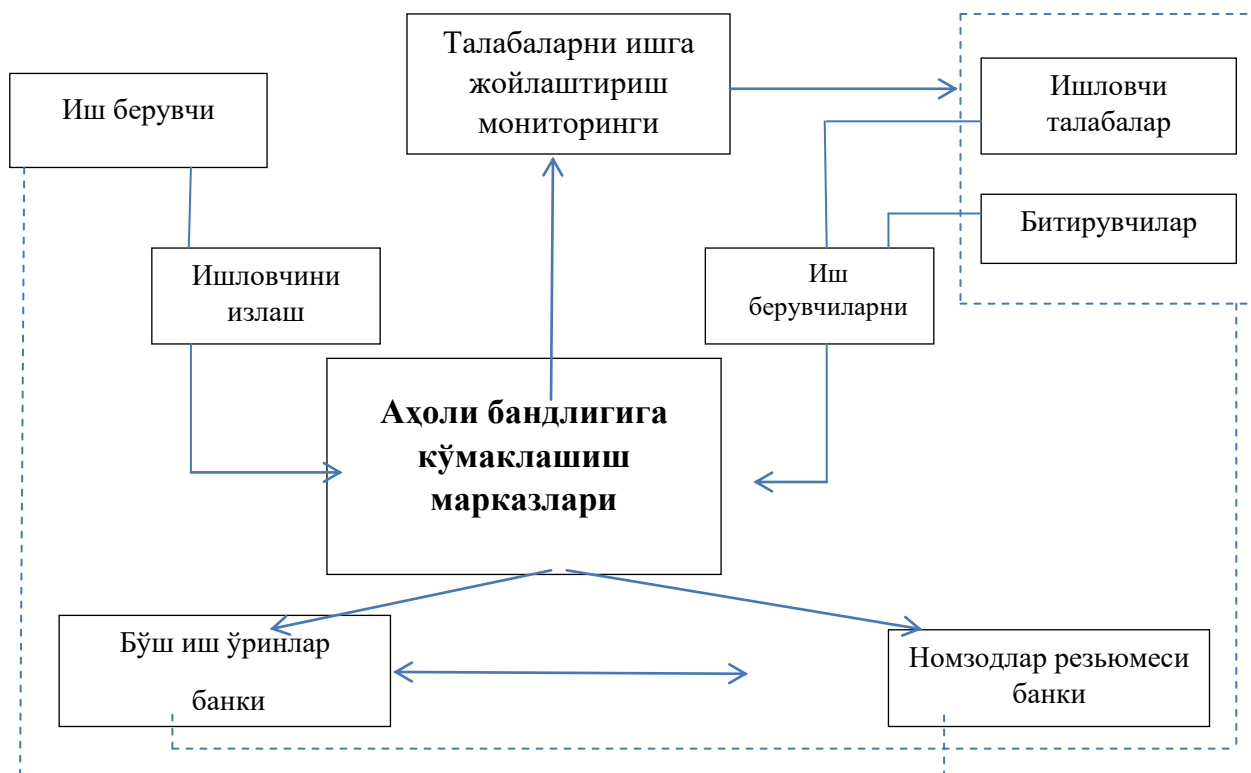 Талабаларни ишга
жойлаштириш
мониторинги
Иш берувчи
Ишловчи
талабалар
Битирувчилар
Ишловчини
излаш
Иш
берувчиларни
Аҳоли бандлигига
кўмаклашиш
марказлари
Бўш иш ўринлар
банки
Номзодлар резьюмеси
банки